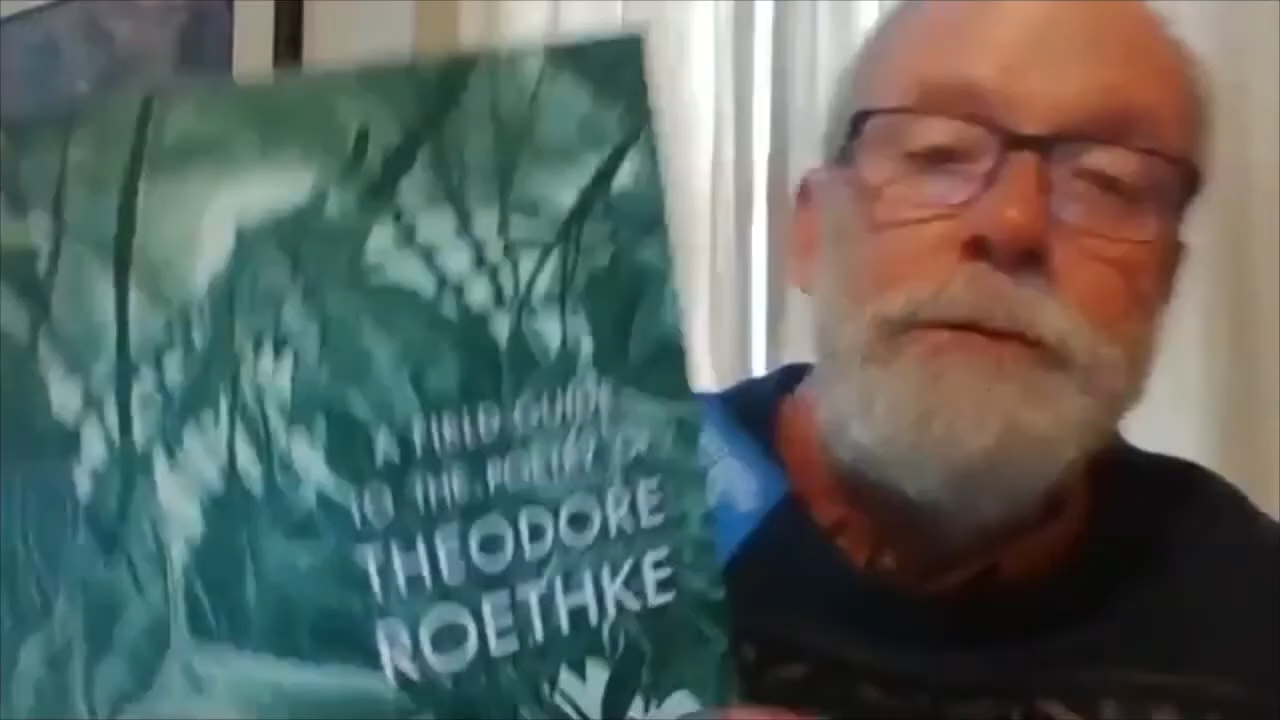 A FIELD GUIDE
TO THE POETRY OF
THEODORE
ROETHKE